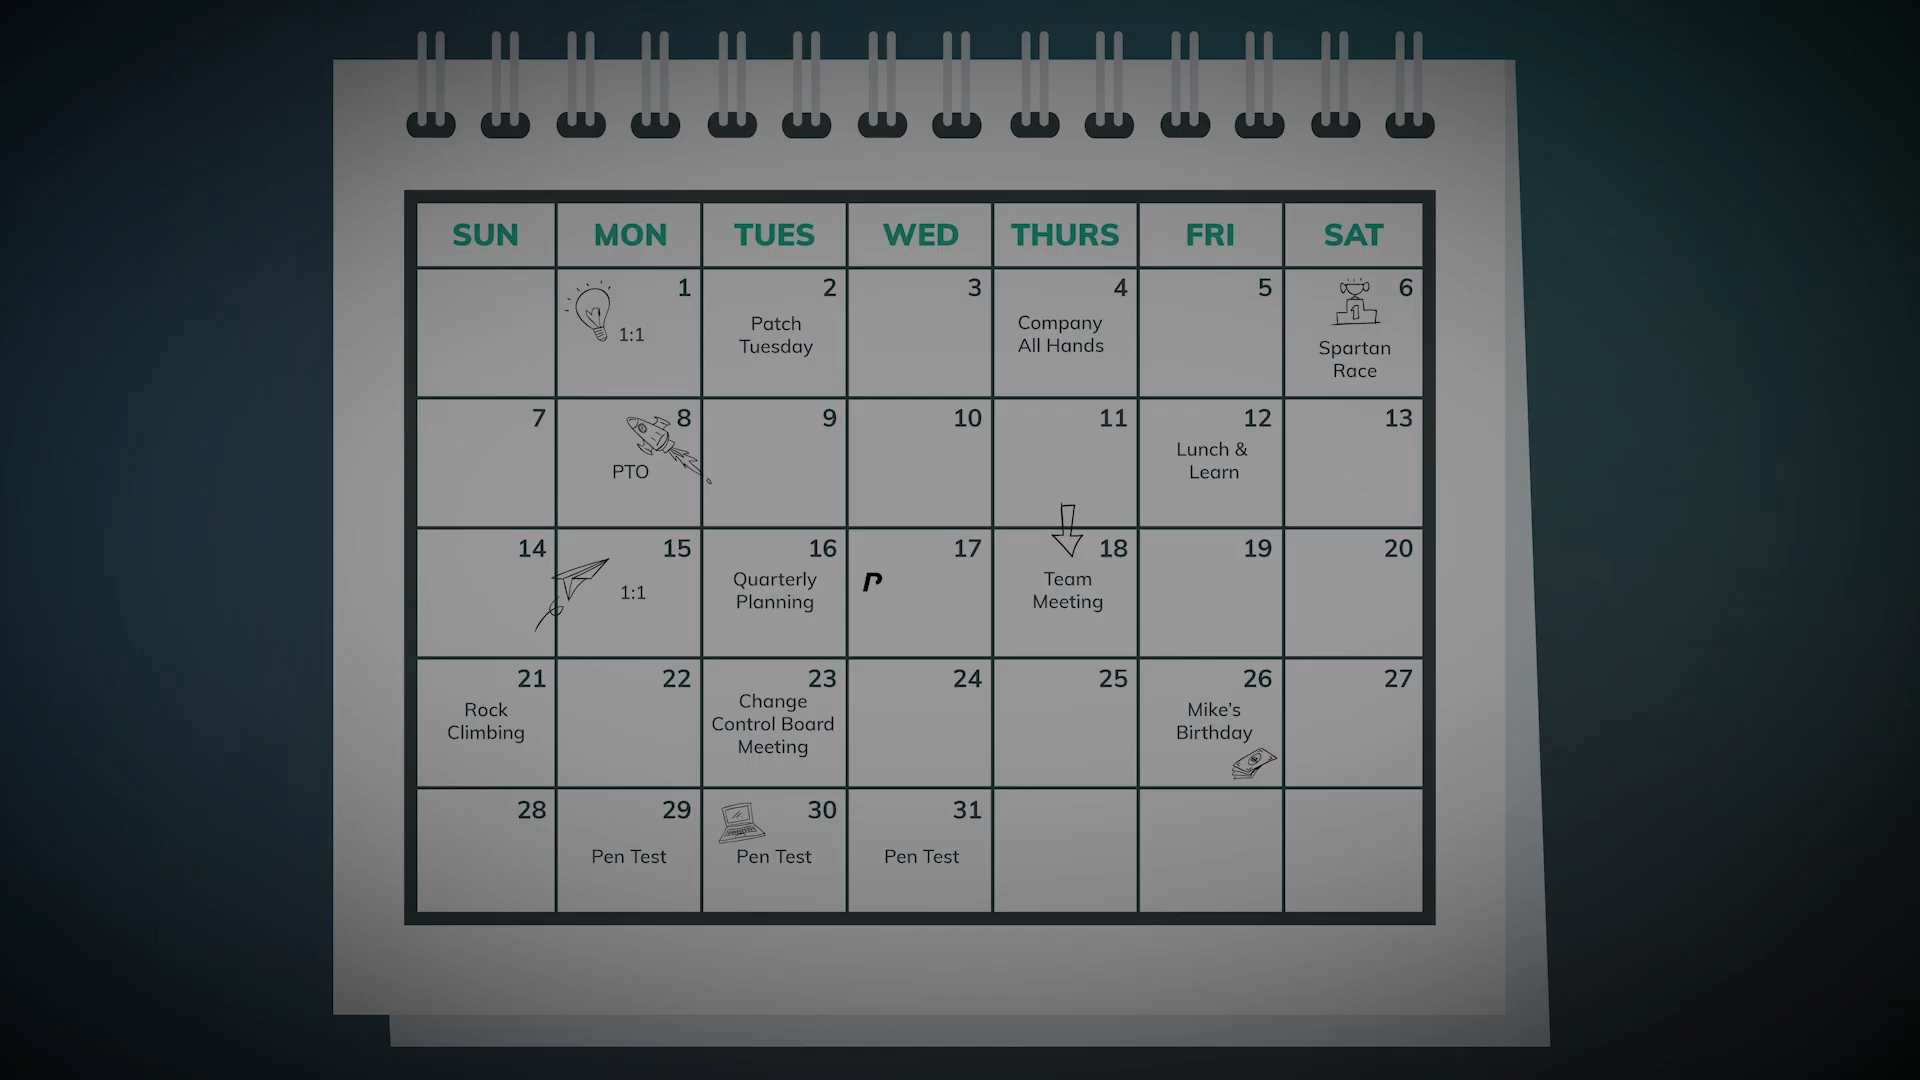 SUN MON TUES WED THURS FRI SAT
1 2 3 4 5 6
1:1
Patch
Tuesday
Company
All Hands
Spartan
Race
7 8 9 10 11 12 13
PTO
Lunch &
Learn
14 15 16 17 18 19 20
1:1
Quarterly
Planning
P
Team
Meeting
21 22 23 24 25 26 27
Rock
Climbing
Change
Control Board
Meeting
Mike's
Birthday
28 29 30 31
Pen Test
Pen Test
Pen Test